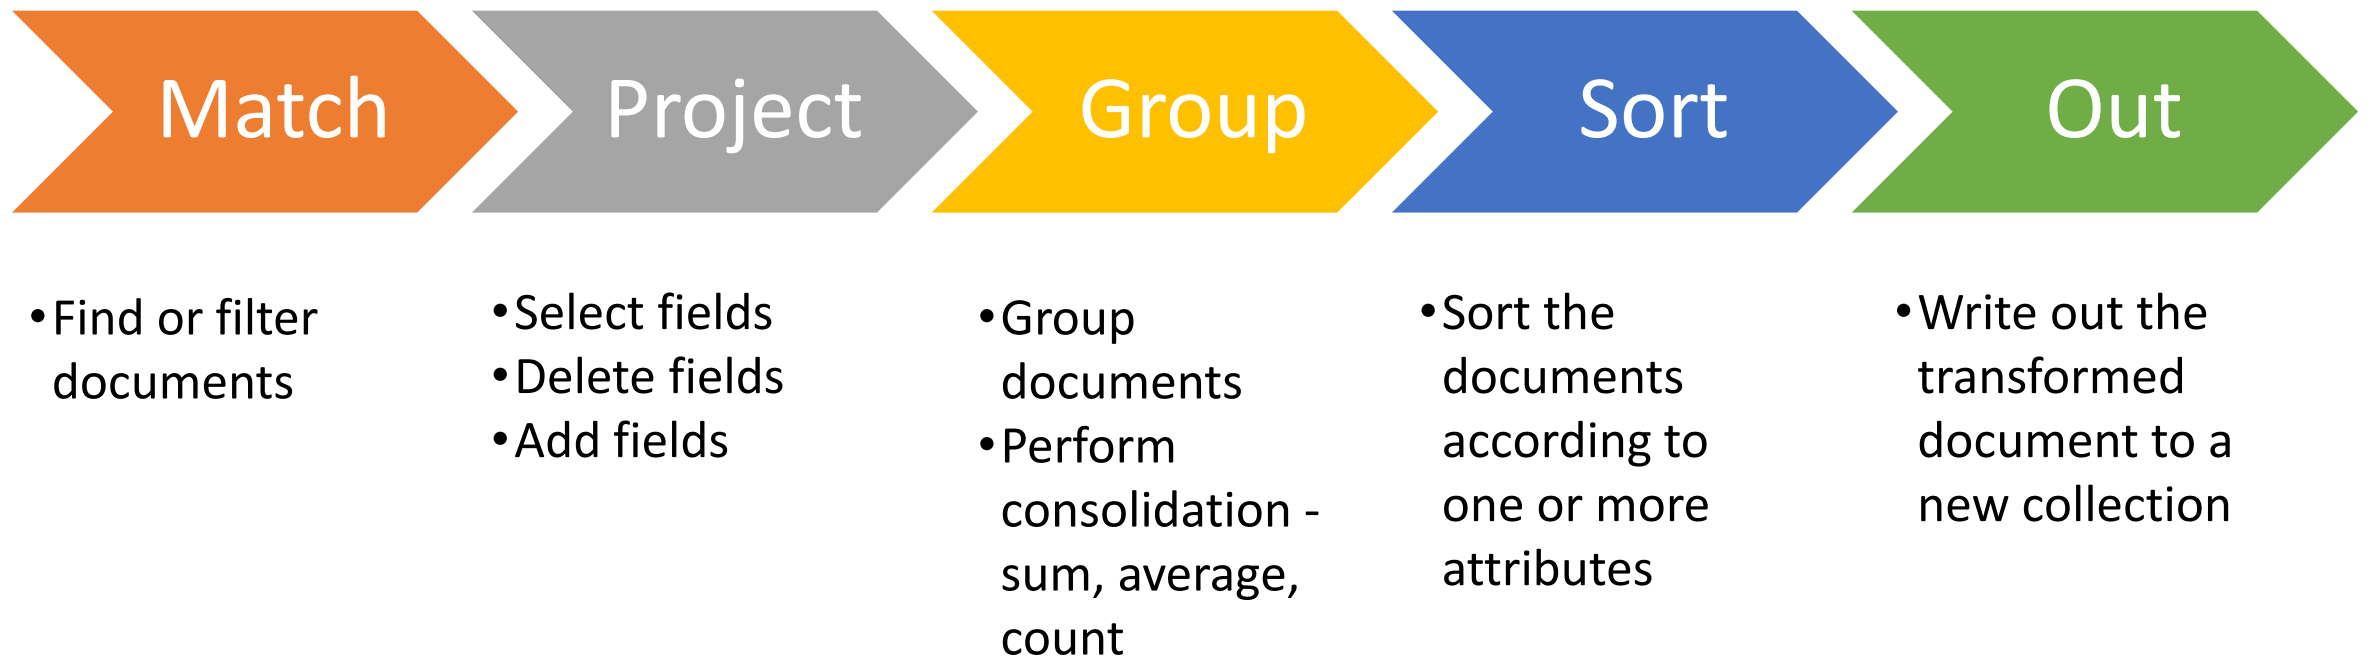 Match
Project
Group
Sort
Out
•Find or filter
documents
•Select fields
•Delete fields
•Add fields
•Group
documents
•Perform
consolidation -
sum, average,
count
•Sort the
documents
according to
one or more
attributes
•Write out the
transformed
document to a
new collection